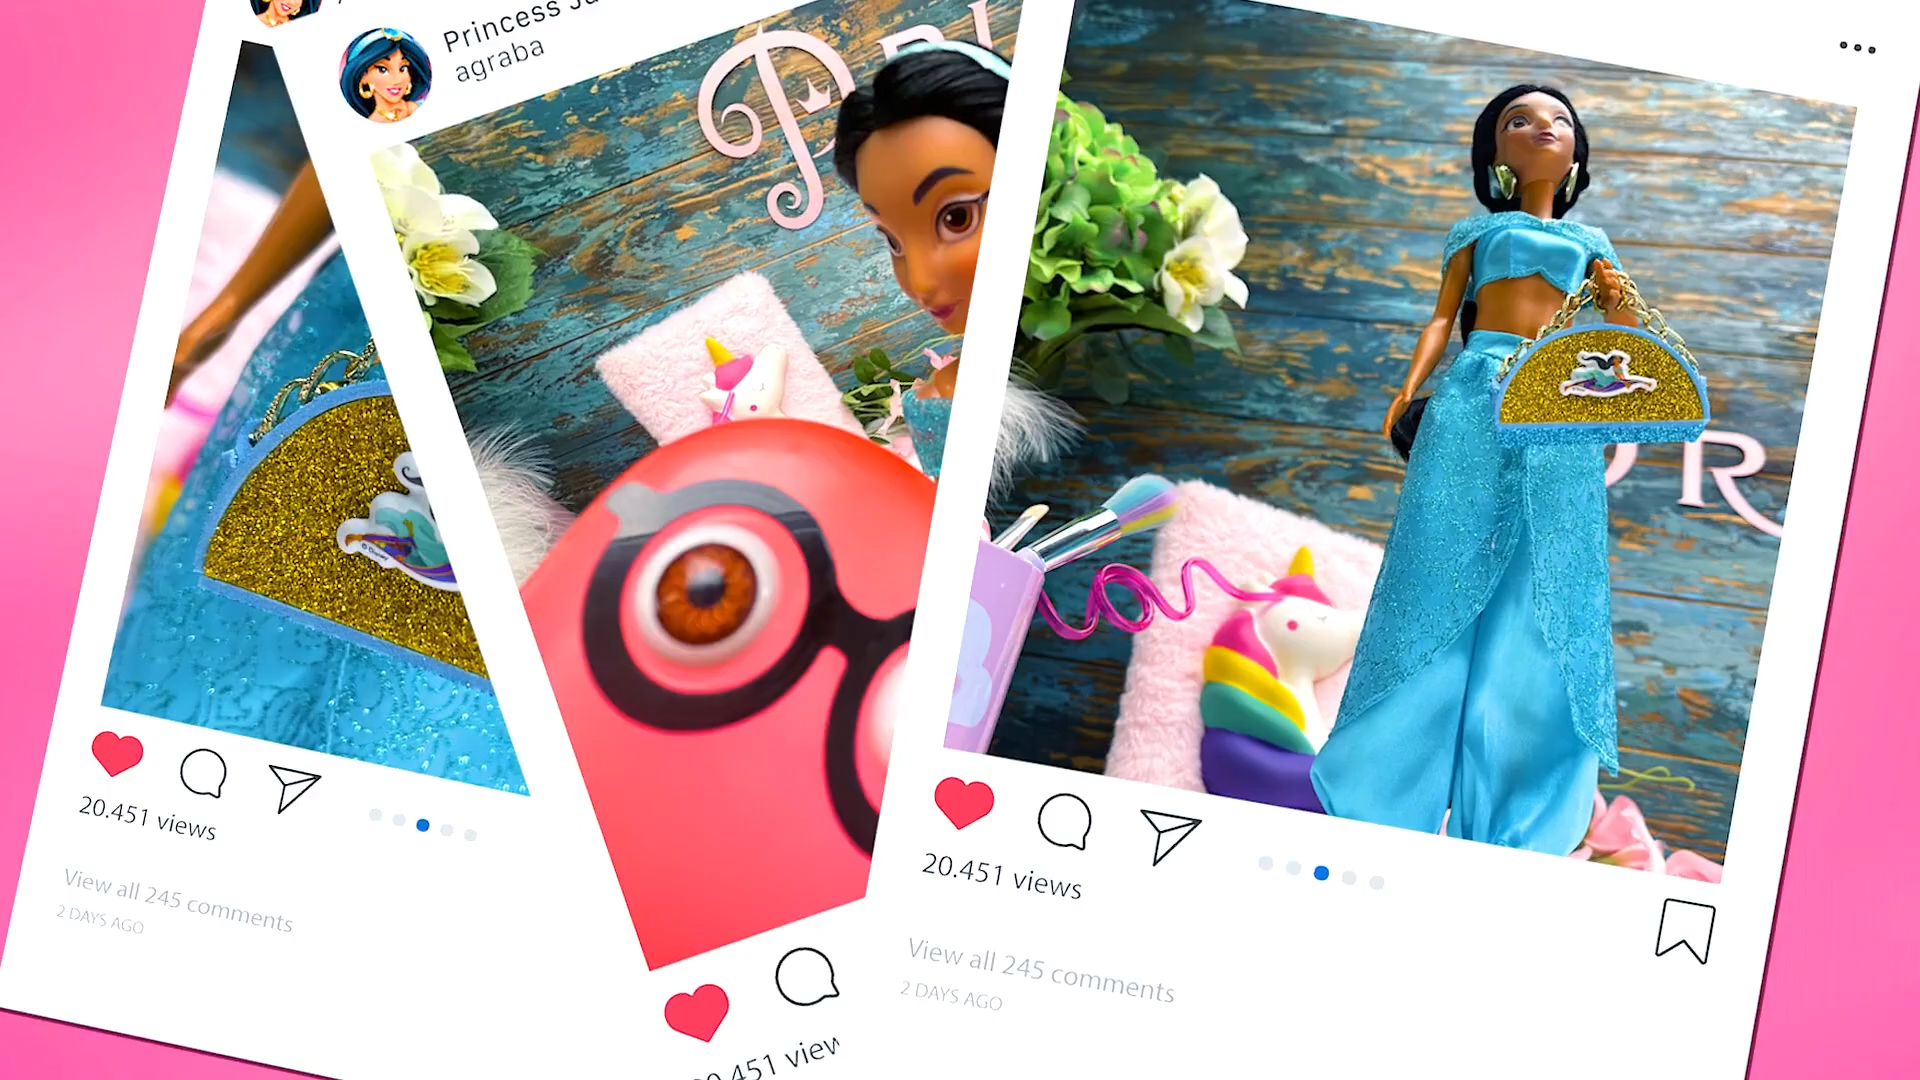 Princess
agraba
20.451 views
View all 245 comments
2 DAYS AGO
© Disney
20.451 views
View all 245 comments
2 DAYS AGO